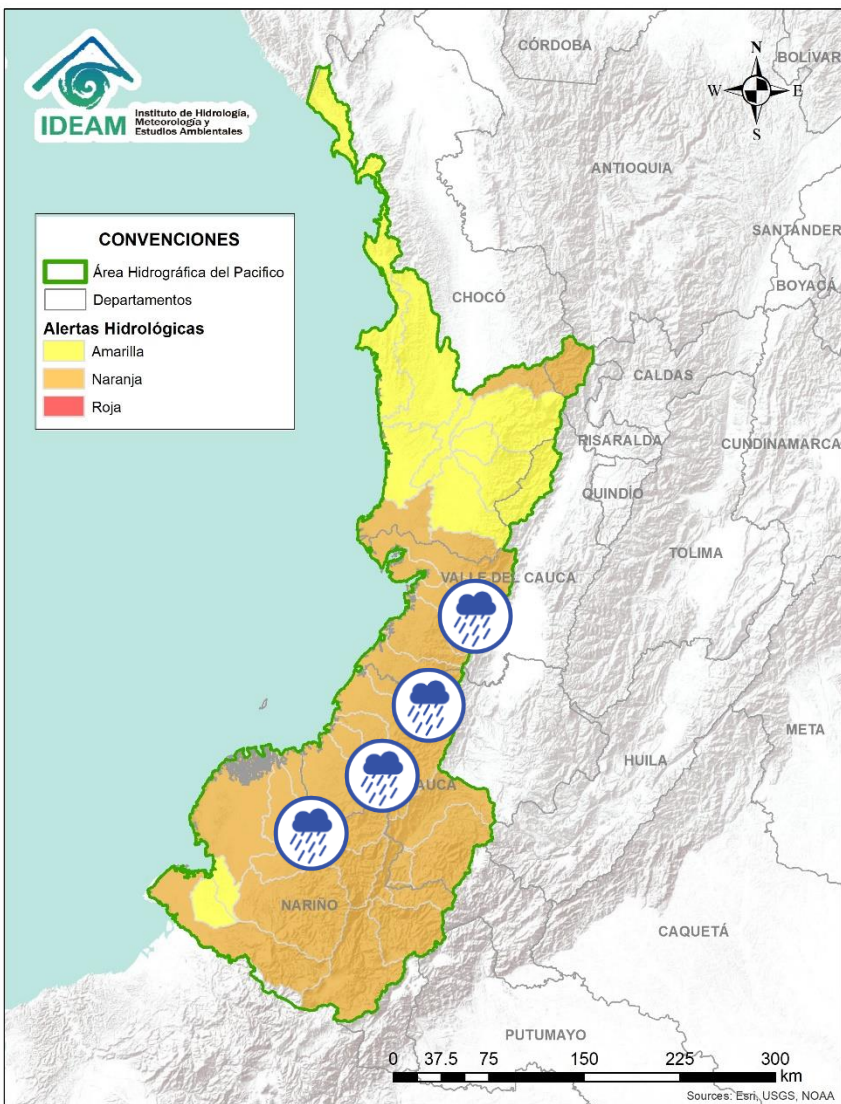 IDEAM
Instituto de Hidrología,
Meteorología y
Estudios Ambientales
N
W
E
S
CONVENCIONES
Área Hidrográfica del Pacifico
Departamentos
Alertas Hidrológicas
Amarilla
Naranja
Roja
CÓRDOBA
BOLÍVAR
ANTIOQUIA
SANTANDER
BOYACÁ
CHOCÓ
CALDAS
RISARALDA
CUNDINAMARCA
QUINDÍO
TOLIMA
VALLE DEL CAUCA
META
HUILA
AUCA
NARIÑO
CAQUETÁ
PUTUMAYO
0 37.5 75 150 225 300
km
Sources: Esri, USGS, NOAA